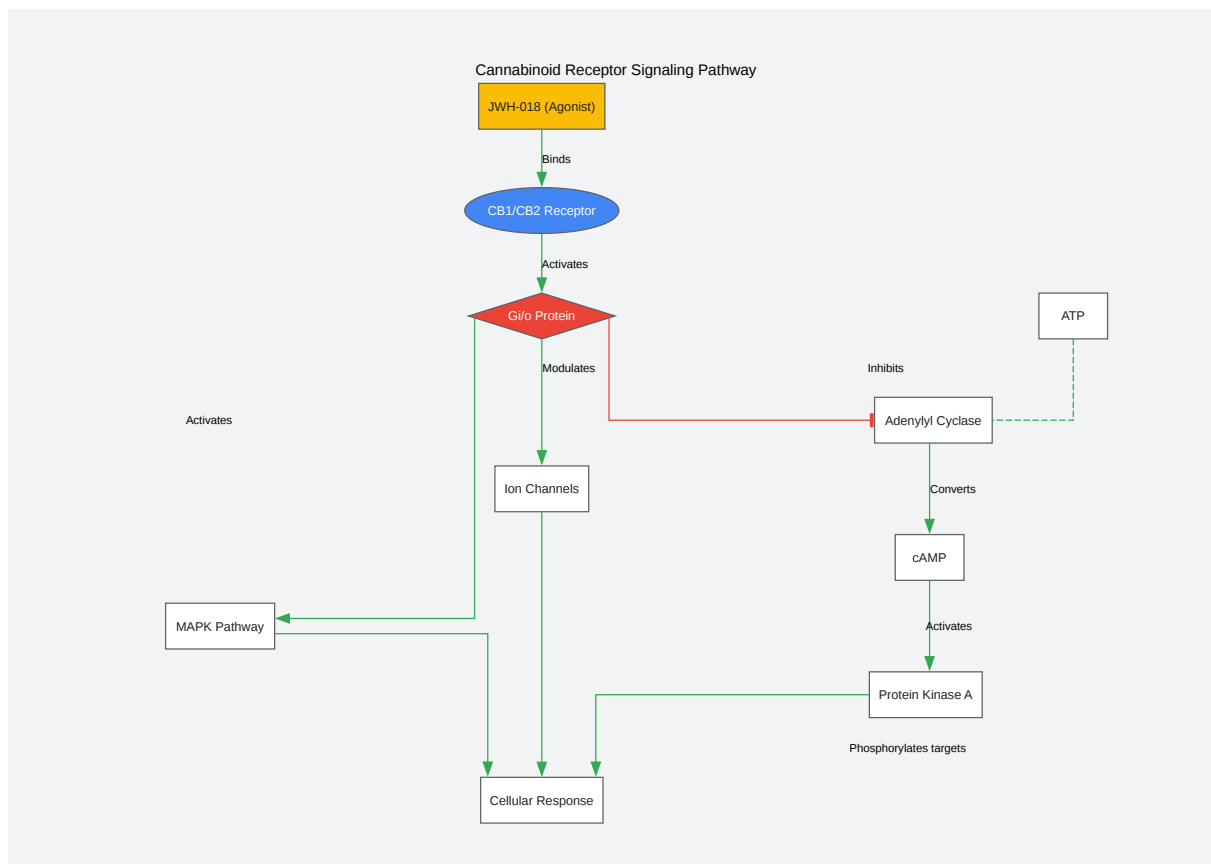 Cannabinoid Receptor Signaling Pathway
JWH-018 (Agonist)
Binds
CB1/CB2 Receptor
Activates
Gi/o Protein
ATP
Modulates
Inhibits
Activates
Adenylyl Cyclase
Ion Channels
Converts
cAMP
MAPK Pathway
Activates
Protein Kinase A
Phosphorylates targets
Cellular Response